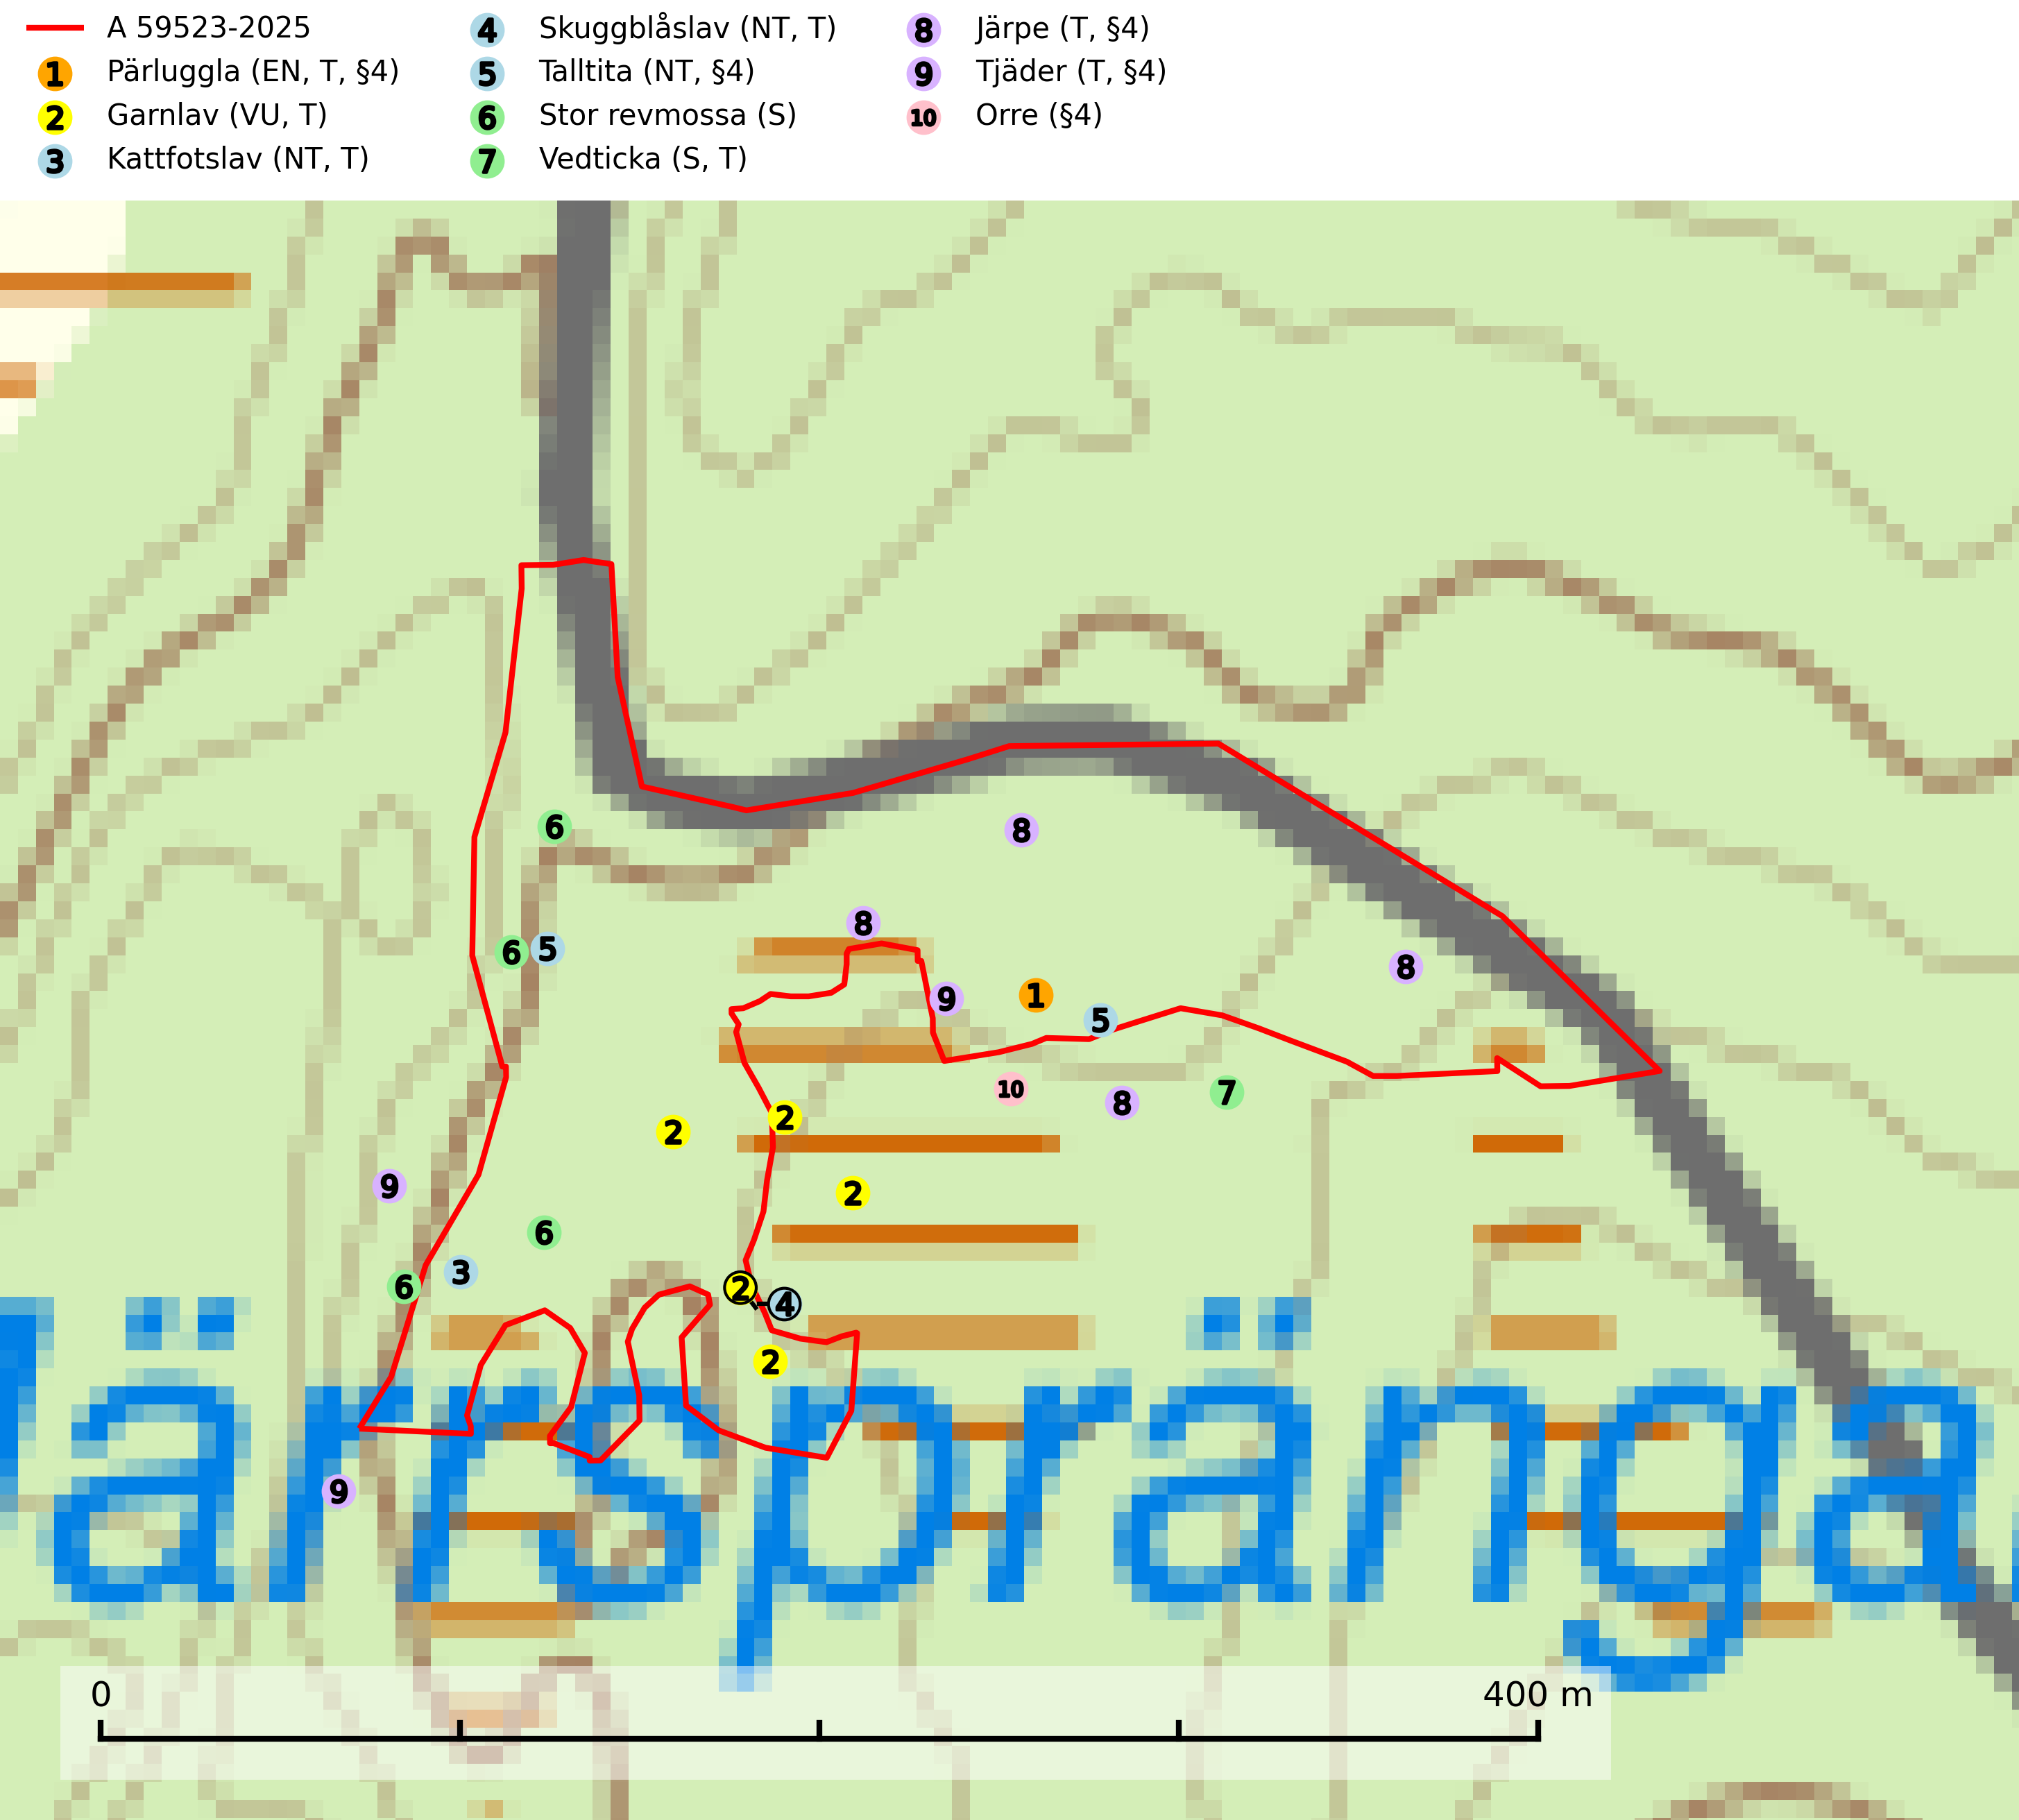 A 59523-2025
1 Pärluggla (EN, T, §4)
2 Garnlav (VU, T)
3 Kattfotslav (NT, T)
4 Skuggblåslav (NT, T)
5 Talltita (NT, §4)
6 Stor revmossa (S)
7 Vedticka (S, T)
8 Järpe (T, §4)
9 Tjäder (T, §4)
10 Orre (§4)
6
8
8
6 5
8
9 1
5
10 8 7
2 2
9 2
6
6 3
2 4
2
9
0 400 m